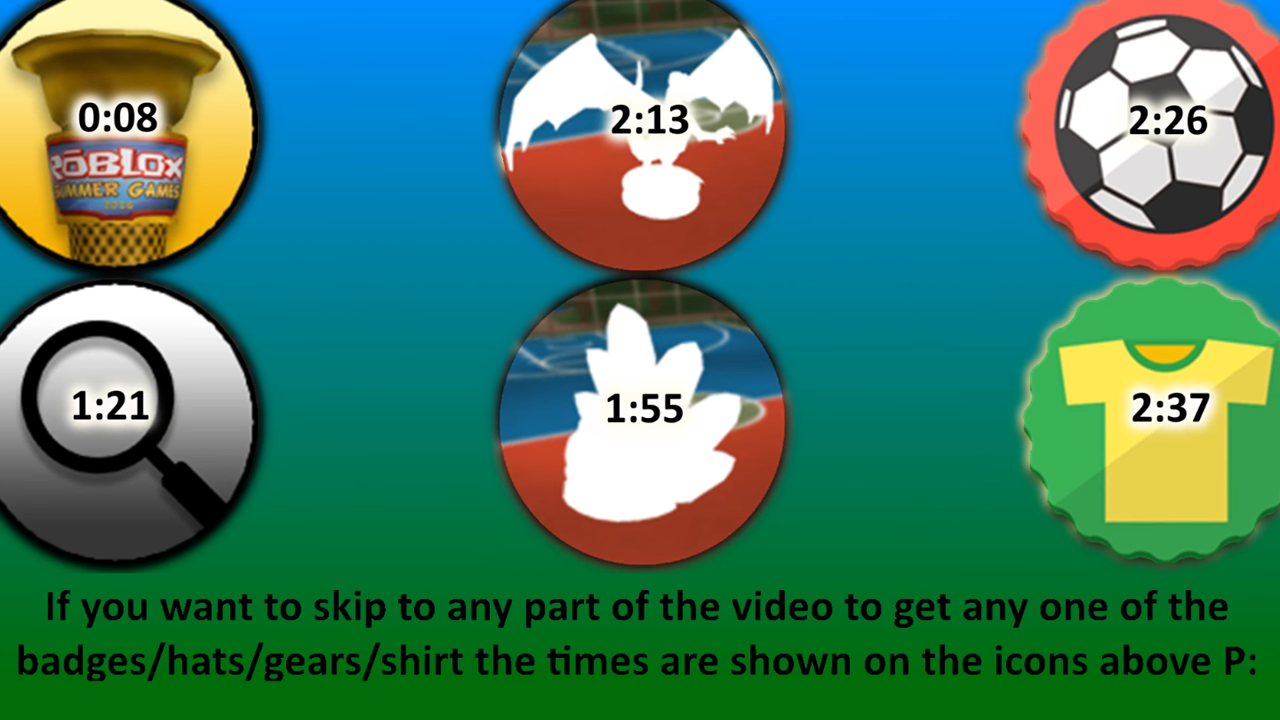 0:08
2:13
2:26
ROBLOX
SUMMER GAMES
1:21
1:55
2:37
If you want to skip to any part of the video to get any one of the
badges/hats/gears/shirt the times are shown on the icons above P: